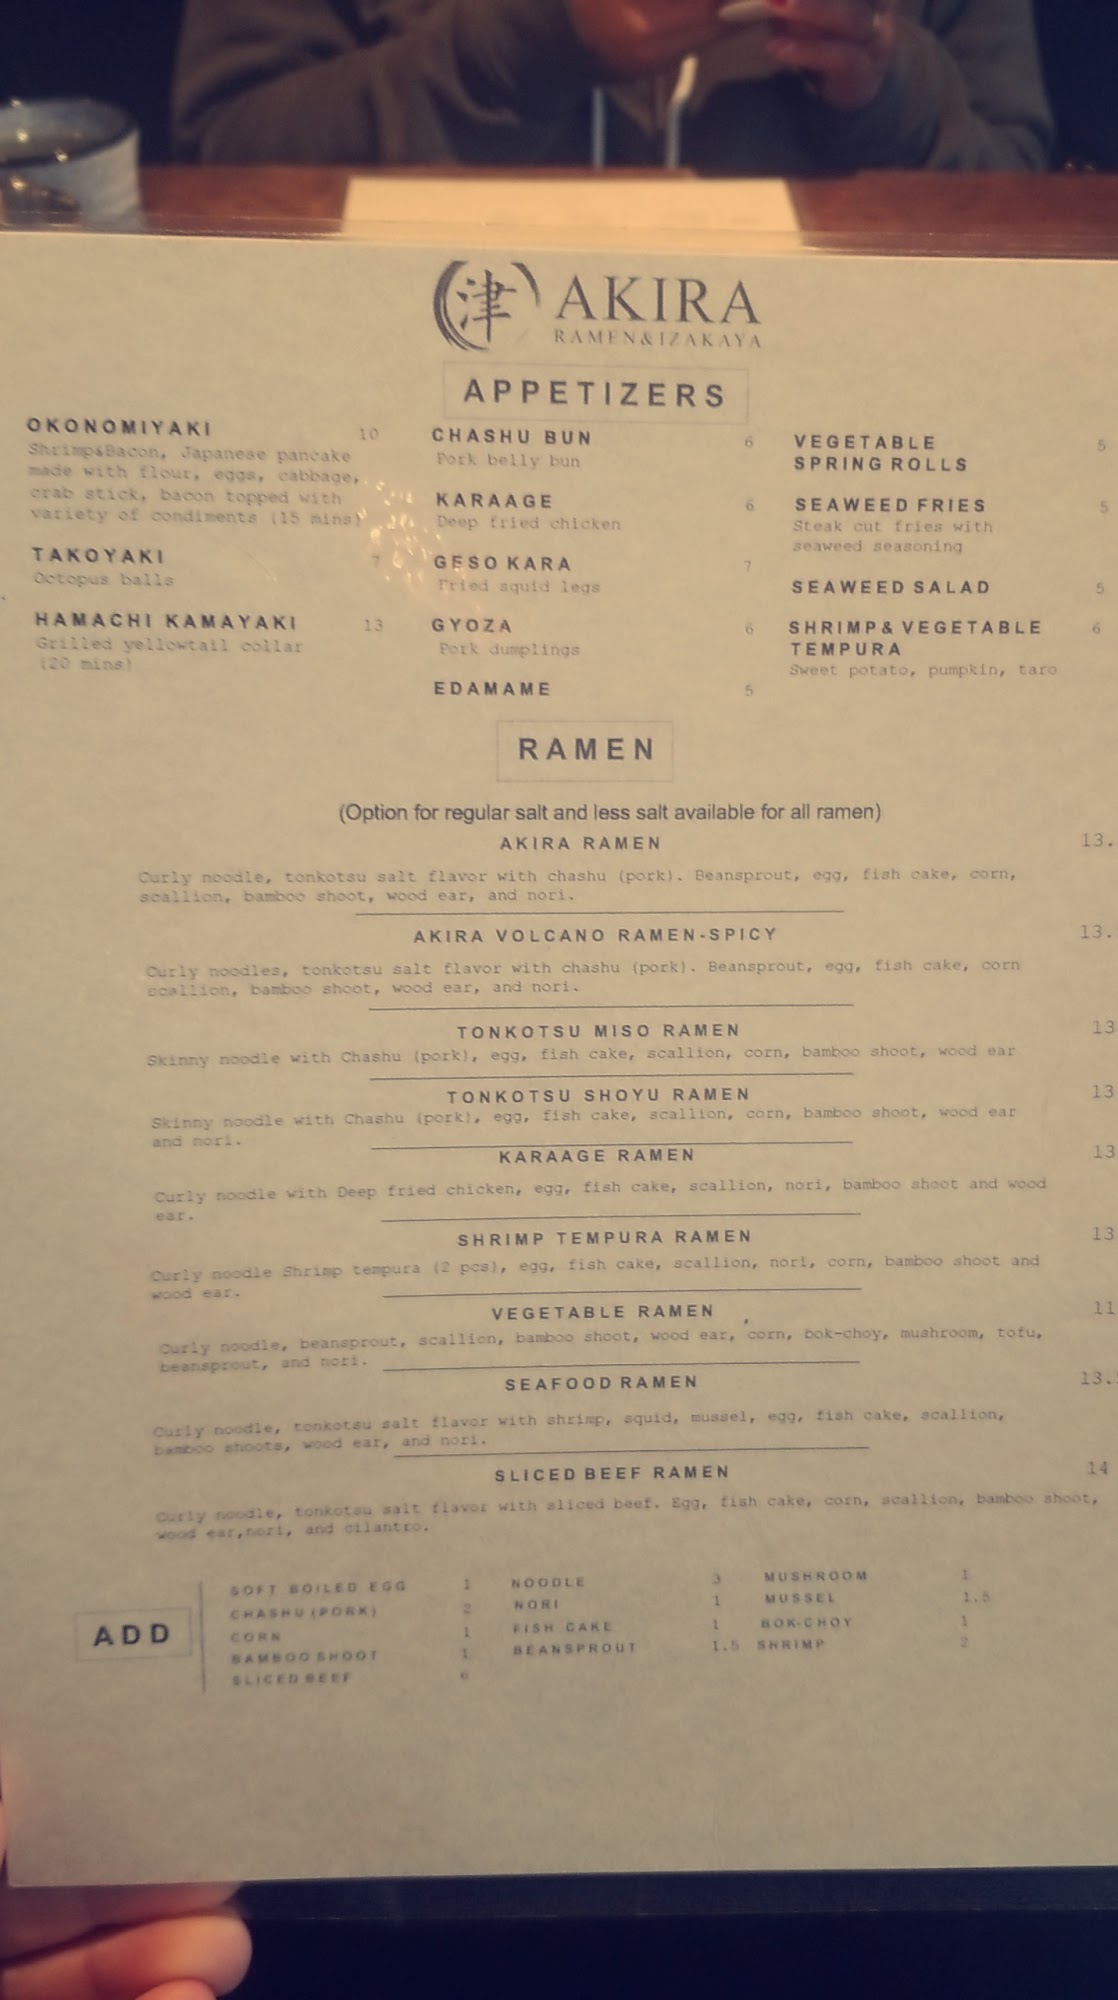 津 AKIRA
RAMEN&IZAKAYA
APPETIZERS
OKONOMIYAKI 10
Shrimp&Bacon, Japanese pancake
made with flour, eggs, cabbage,
crab stick, bacon topped with
variety of condiments (15 mins)
TAKOYAKI 7
Octopus balls
HAMACHI KAMAYAKI 13
Grilled yellowtail collar
(20 mins)
CHASHU BUN 6
Pork belly bun
KARAAGE 6
Deep fried chicken
GESO KARA 7
Fried squid legs
GYOZA 6
Pork dumplings
EDAMAME 5
VEGETABLE 5
SPRING ROLLS
SEAWEED FRIES 5
Steak cut fries with
seaweed seasoning
SEAWEED SALAD 5
SHRIMP& VEGETABLE 6
TEMPURA
Sweet potato, pumpkin, taro
RAMEN
(Option for regular salt and less salt available for all ramen)
AKIRA RAMEN 13.
Curly noodle, tonkotsu salt flavor with chashu (pork). Beansprout, egg, fish cake, corn,
scallion, bamboo shoot, wood ear, and nori.
AKIRA VOLCANO RAMEN-SPICY 13.
Curly noodles, tonkotsu salt flavor with chashu (pork). Beansprout, egg, fish cake, corn
scallion, bamboo shoot, wood ear, and nori.
TONKOTSU MISO RAMEN 13
Skinny noodle with Chashu (pork), egg, fish cake, scallion, corn, bamboo shoot, wood ear
TONKOTSU SHOYU RAMEN 13
Skinny noodle with Chashu (pork), egg, fish cake, scallion, corn, bamboo shoot, wood ear
and nori.
KARAAGE RAMEN 13
Curly noodle with Deep fried chicken, egg, fish cake, scallion, nori, bamboo shoot and wood
ear.
SHRIMP TEMPURA RAMEN 13
Curly noodle Shrimp tempura (2 pcs), egg, fish cake, scallion, nori, corn, bamboo shoot and
wood ear.
VEGETABLE RAMEN 11
Curly noodle, beansprout, scallion, bamboo shoot, wood ear, corn, bok-choy, mushroom, tofu,
beansprout, and nori.
SEAFOOD RAMEN 13.
Curly noodle, tonkotsu salt flavor with shrimp, squid, mussel, egg, fish cake, scallion,
bamboo shoots, wood ear, and nori.
SLICED BEEF RAMEN 14
Curly noodle, tonkotsu salt flavor with sliced beef. Egg, fish cake, corn, scallion, bamboo shoot,
wood ear,nori, and cilantro.
ADD
SOFT BOILED EGG 1
CHASHU (PORK) 2
CORN 1
BAMBOO SHOOT 1
SLICED BEEF 6
NOODLE 3
NORI 1
FISH CAKE 1
BEANSPROUT 1.5
MUSHROOM 1
MUSSEL 1.5
BOK-CHOY 1
SHRIMP 2